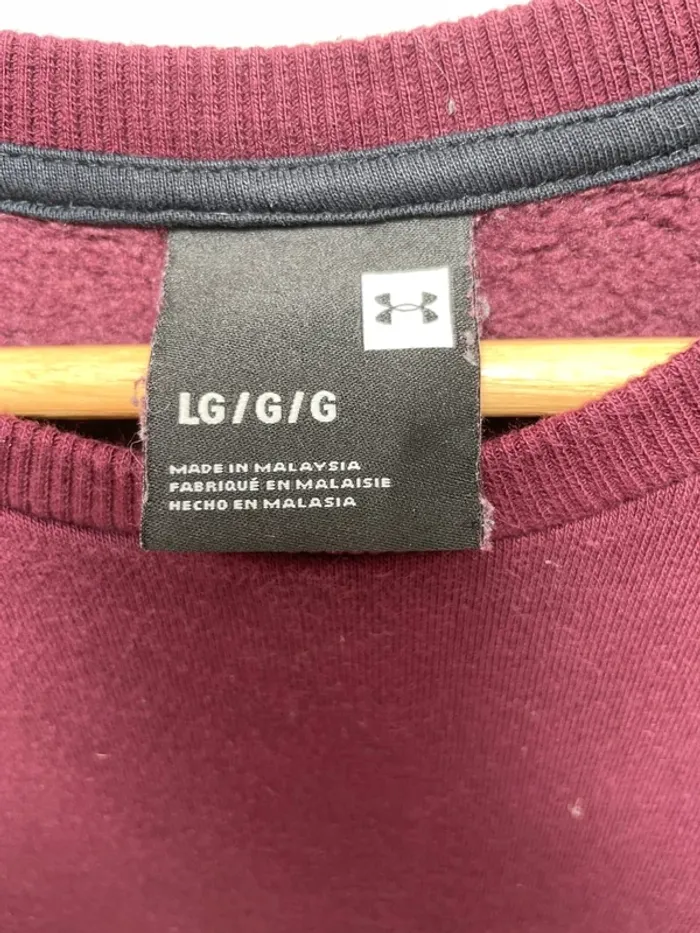 LG/G/G
MADE IN MALAYSIA
FABRIQUÉ EN MALAISIE
HECHO EN MALASIA